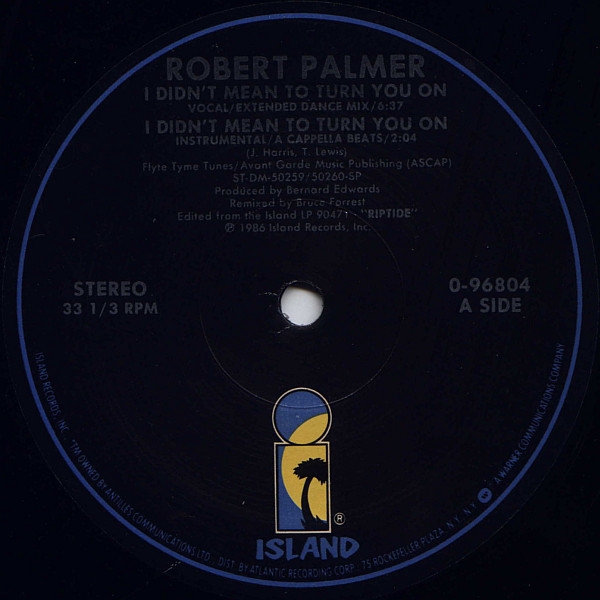 ROBERT PALMER
I DIDN'T MEAN TO TURN YOU ON
VOCAL/EXTENDED DANCE MIX/6:37
I DIDN'T MEAN TO TURN YOU ON
INSTRUMENTAL/A CAPPELLA BEATS/2:04
(J. Harris, T. Lewis)
Flyte Tyme Tunes/Avant Garde Music Publishing (ASCAP)
ST-DM-50259/50260-SP
Produced by Bernard Edwards
Remixed by Bruce Forrest
Edited from the Island LP 90471 - "RIPTIDE"
℗ 1986 Island Records, Inc.
STEREO
33 1/3 RPM
0-96804
A SIDE
®
ISLAND
ISLAND RECORDS, INC. *TM OWNED BY ANTILLES COMMUNICATIONS LTD., DIST. BY ATLANTIC RECORDING CORP., 75 ROCKEFELLER PLAZA, N.Y., N.Y. A WARNER COMMUNICATIONS COMPANY